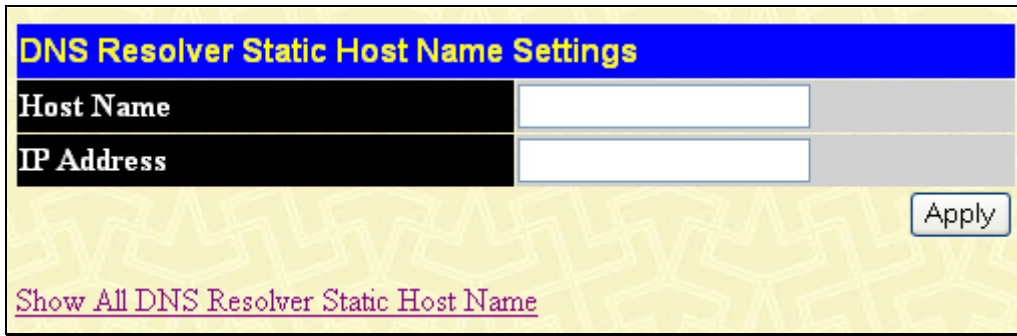 DNS Resolver Static Host Name Settings
Host Name
IP Address
Apply
Show All DNS Resolver Static Host Name